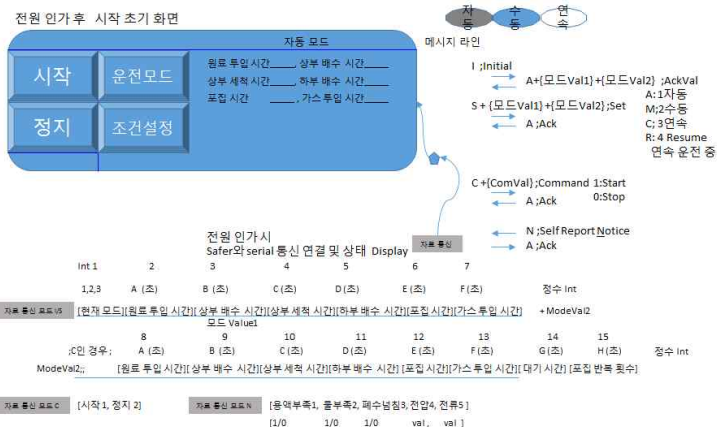 전원 인가 후 시작 초기 화면
자동
수동
연속
자동 모드
메시지 라인
시작
운전모드
정지
조건설정
원료 투입 시간____, 상부 배수 시간____
상부 세척 시간____, 하부 배수 시간____
포집 시간 ____ , 가스 투입 시간____
I ;Initial
A+{모드Val1}+{모드Val2} ;AckVal
A: 1자동
S + {모드Val1}+{모드Val2} ;Set
M;2수동
A ;Ack
C; 3연속
R: 4 Resume
연속 운전 중
C +{ComVal} ;Command 1:Start
0:Stop
A ;Ack
N ;Self Report Notice
A ;Ack
자료 통신
전원 인가시
Safer와 serial 통신 연결 및 상태 Display
Int 1 2 3 4 5 6 7
1,2,3 A (초) B (초) C (초) D (초) E (초) F (초) 정수 Int
자료 통신 모드 I/S
[현재 모드][원료 투입 시간][ 상부 배수 시간][상부 세척 시간][하부 배수 시간][포집 시간][가스 투입 시간] + ModeVal2
모드 Value1
8 9 10 11 12 13 14 15
;C인 경우 ; A (초) B (초) C (초) D (초) E (초) F (초) G (초) H (초) 정수 Int
ModeVal2;; [원료 투입 시간][ 상부 배수 시간][상부 세척 시간][하부 배수 시간] [포집 시간][가스 투입 시간][ 대기 시간] [포집 반복 횟수]
자료 통신 모드 C
[시작 1, 정지 2]
자료 통신 모드 N
[용액부족1, 물부족2, 폐수넘침3, 전압4, 전류5 ]
[1/0 1/0 1/0 val , val ]